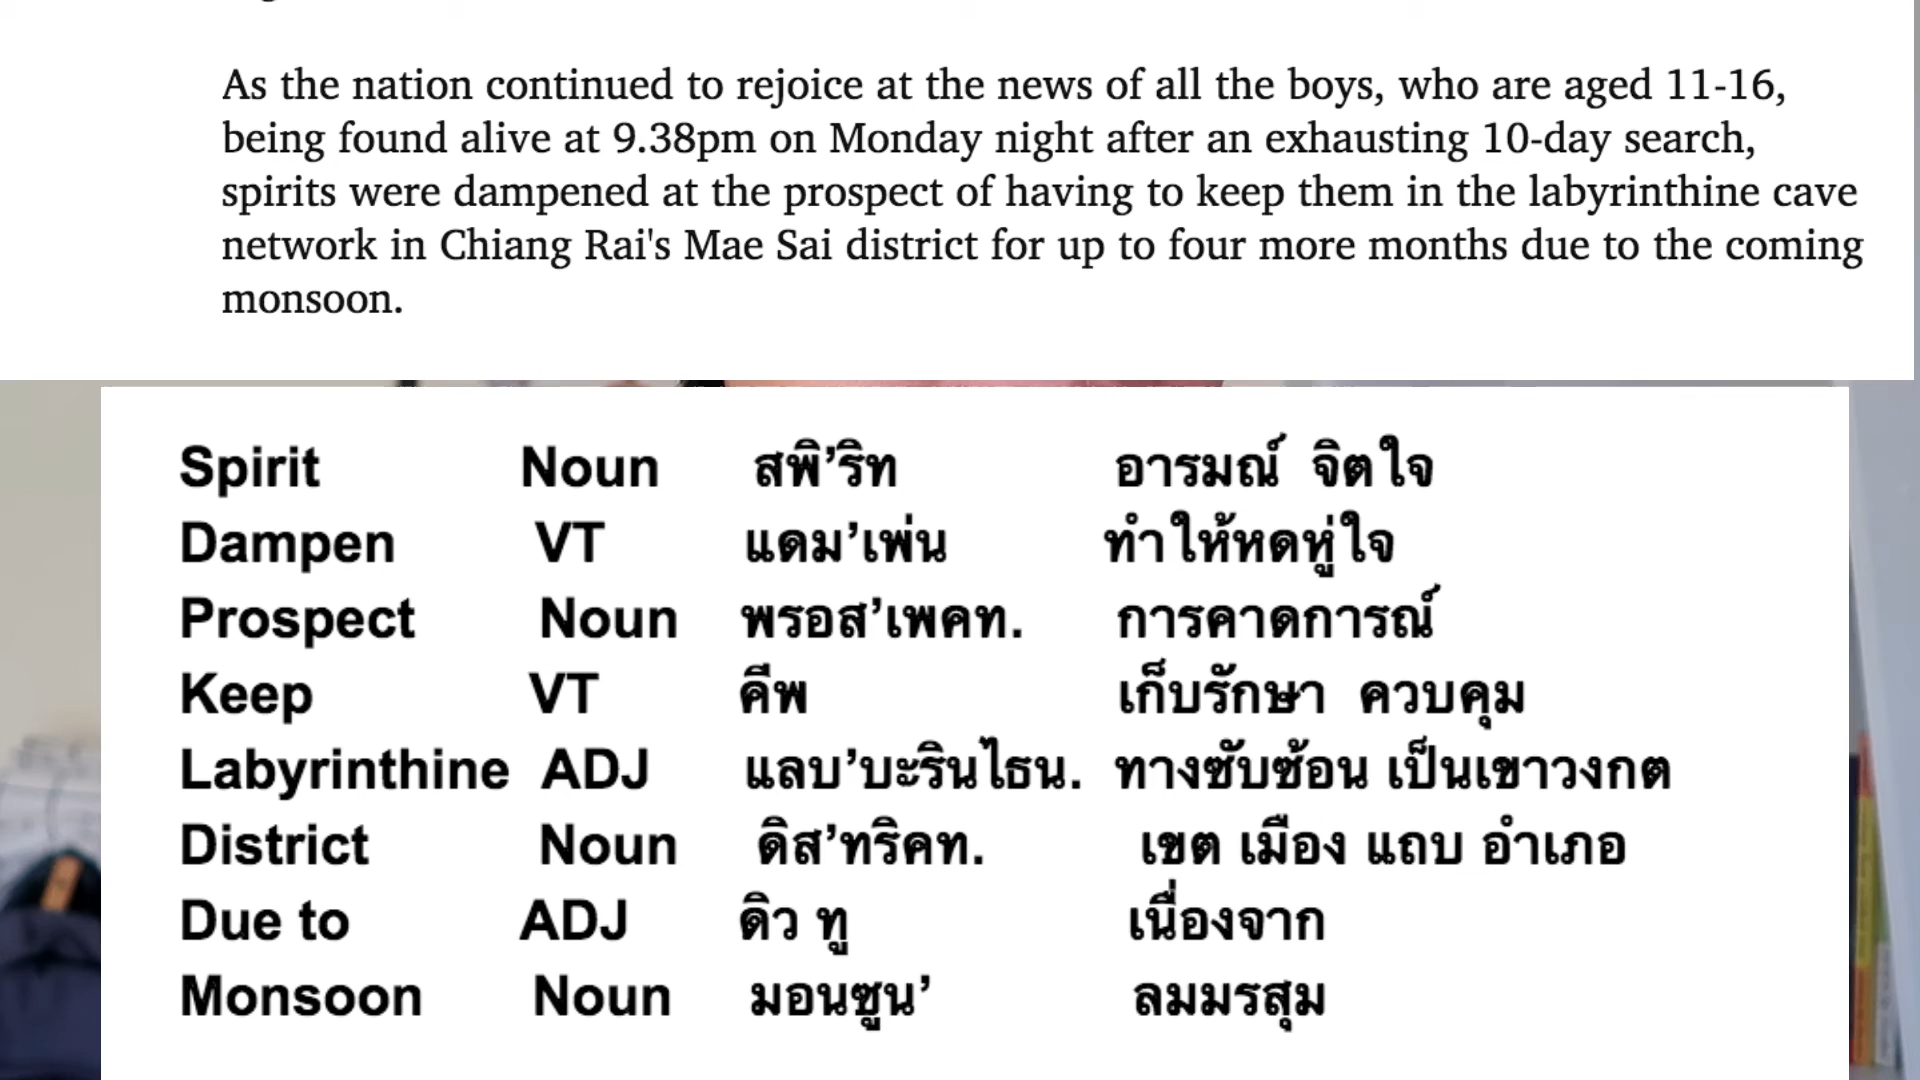 As the nation continued to rejoice at the news of all the boys, who are aged 11-16,
being found alive at 9.38pm on Monday night after an exhausting 10-day search,
spirits were dampened at the prospect of having to keep them in the labyrinthine cave
network in Chiang Rai's Mae Sai district for up to four more months due to the coming
monsoon.
Spirit Noun สพิ’ริท อารมณ์ จิตใจ
Dampen VT แดม’เพ่น ทำให้หดหู่ใจ
Prospect Noun พรอส’เพคท. การคาดการณ์
Keep VT คีพ เก็บรักษา ควบคุม
Labyrinthine ADJ แลบ’บะรินไธน. ทางซับซ้อน เป็นเขาวงกต
District Noun ดิส’ทริคท. เขต เมือง แถบ อำเภอ
Due to ADJ ดิว ทู เนื่องจาก
Monsoon Noun มอนซูน’ ลมมรสุม